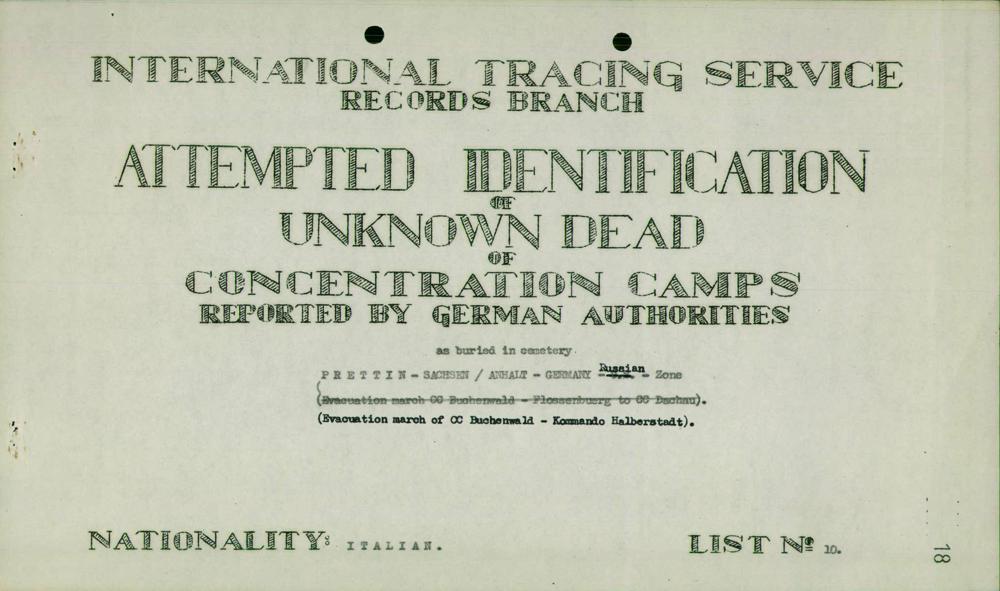 INTERNATIONAL TRACING SERVICE
RECORDS BRANCH
ATTEMPTED IDENTIFICATION
OF
UNKNOWN DEAD
OF
CONCENTRATION CAMPS
REPORTED BY GERMAN AUTHORITIES
as buried in cemetery.
PRETTIN - SACHSEN / ANHALT - GERMANY - Russian - Zone
(Evacuation march CC Buchenwald - Flossenbuerg to CC Dachau).
(Evacuation march of CC Buchenwald - Kommando Halberstadt).
NATIONALITY: ITALIAN.
LIST No 10.
18